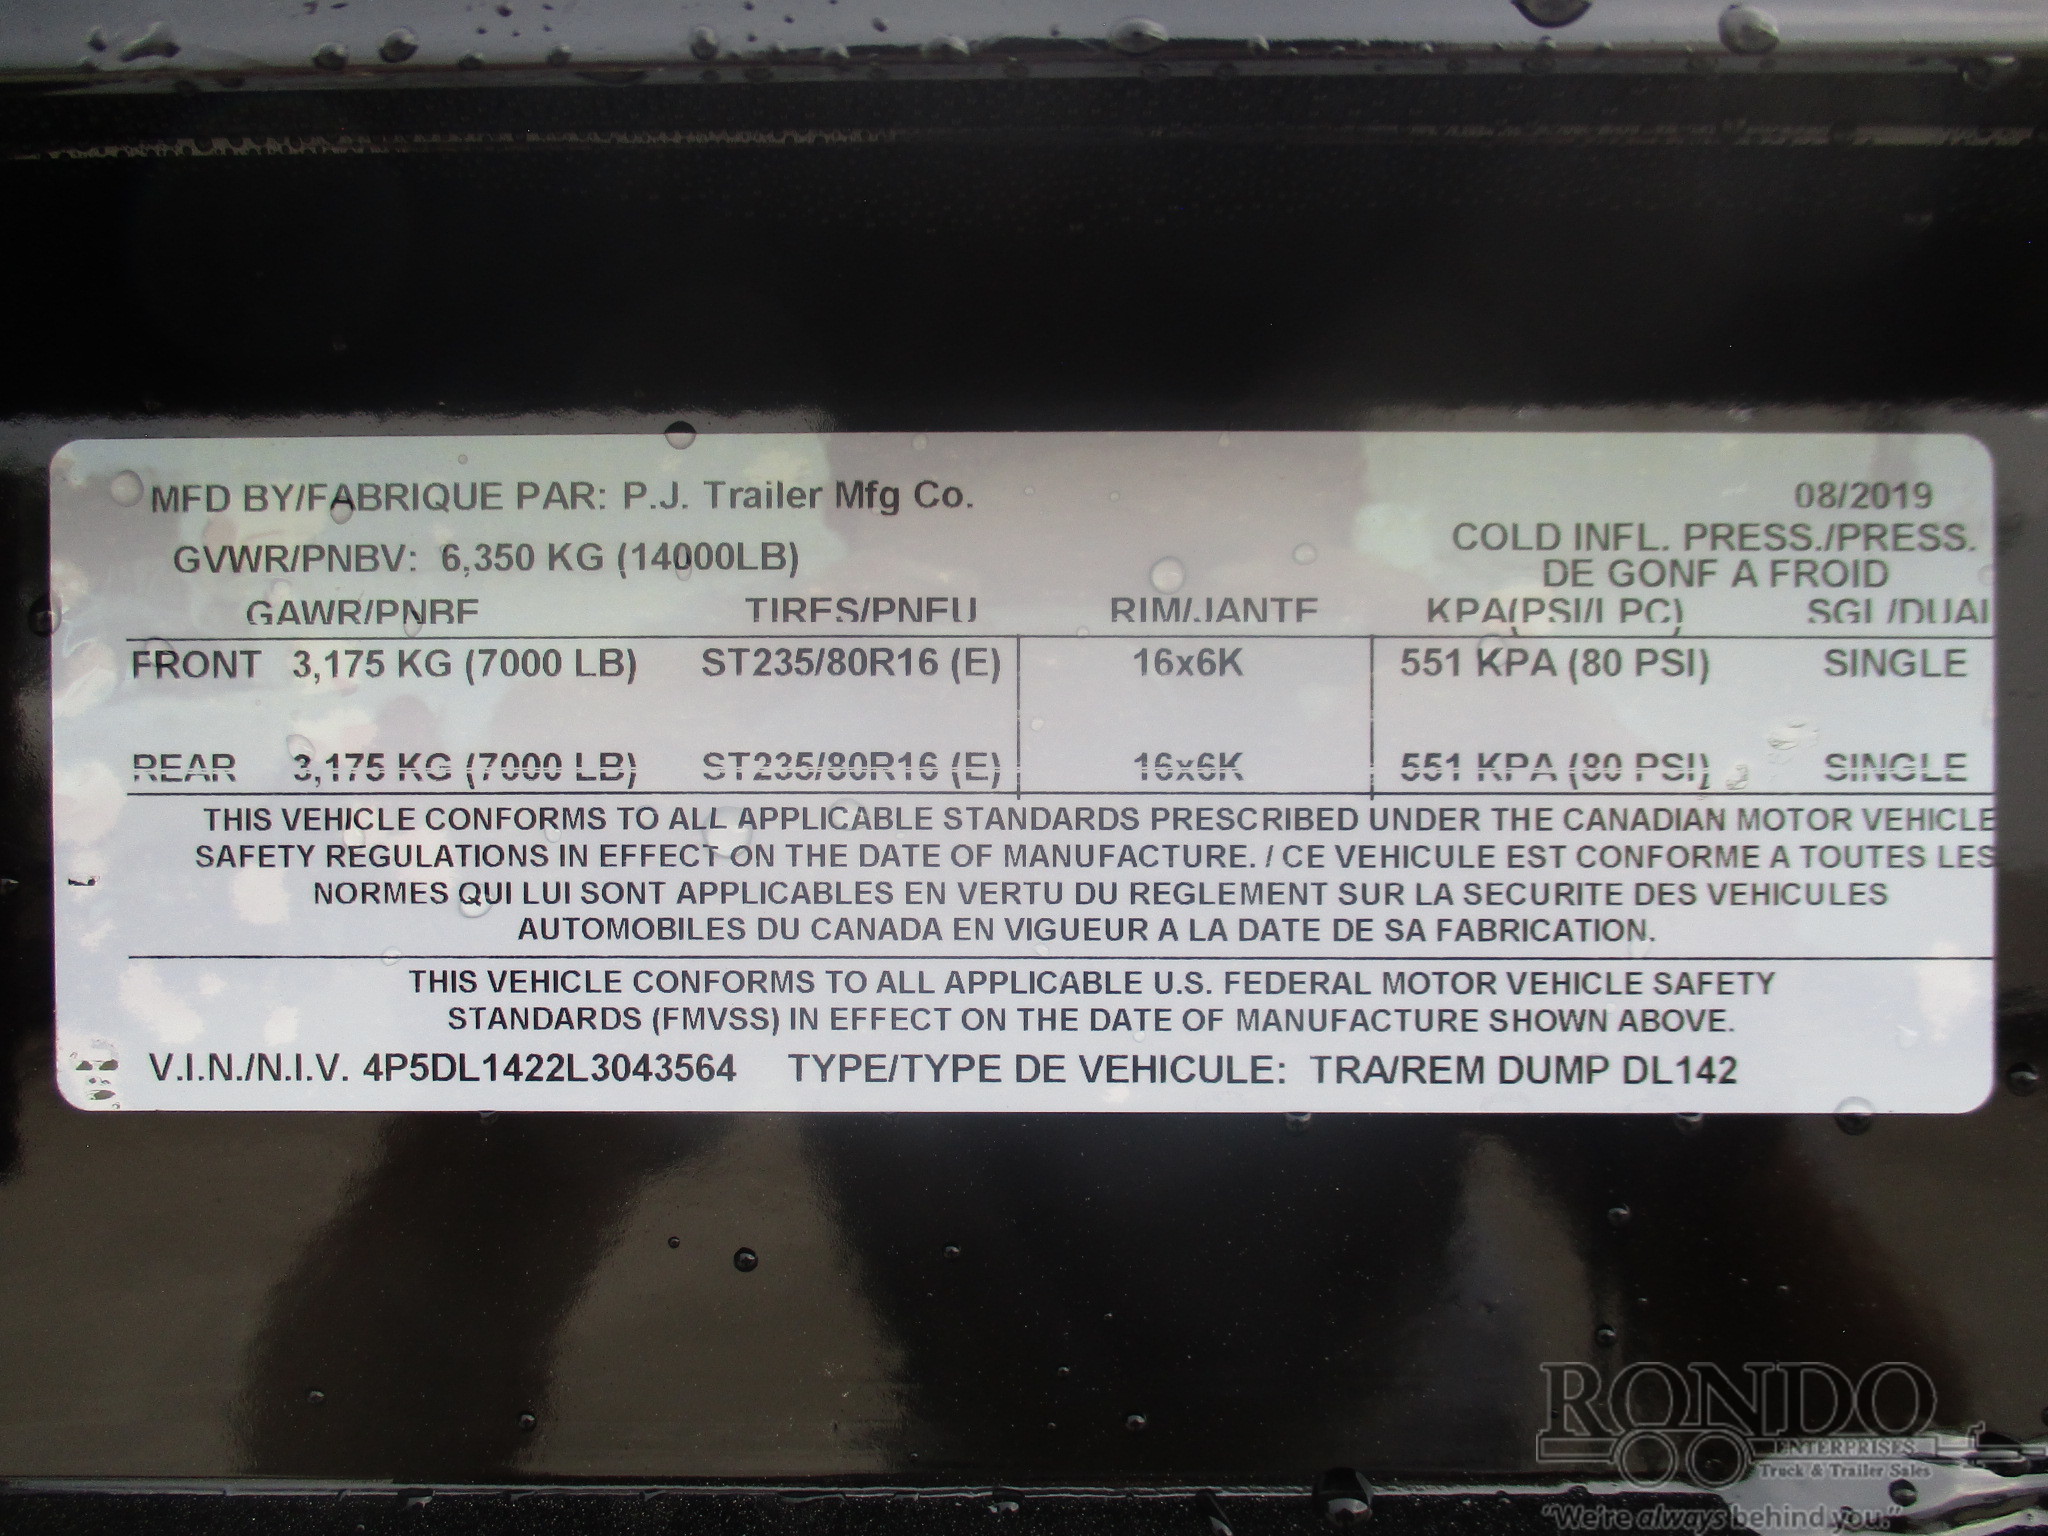 MFD BY/FABRIQUE PAR: P.J. Trailer Mfg Co. 08/2019
GVWR/PNBV: 6,350 KG (14000LB) COLD INFL. PRESS./PRESS. DE GONF A FROID
GAWR/PNBE TIRES/PNEU RIM/JANTE KPA(PSI/LPC) SGL/DUAL
FRONT 3,175 KG (7000 LB) ST235/80R16 (E) 16x6K 551 KPA (80 PSI) SINGLE
REAR 3,175 KG (7000 LB) ST235/80R16 (E) 16x6K 551 KPA (80 PSI) SINGLE
THIS VEHICLE CONFORMS TO ALL APPLICABLE STANDARDS PRESCRIBED UNDER THE CANADIAN MOTOR VEHICLE
SAFETY REGULATIONS IN EFFECT ON THE DATE OF MANUFACTURE. / CE VEHICULE EST CONFORME A TOUTES LES
NORMES QUI LUI SONT APPLICABLES EN VERTU DU REGLEMENT SUR LA SECURITE DES VEHICULES
AUTOMOBILES DU CANADA EN VIGUEUR A LA DATE DE SA FABRICATION.
THIS VEHICLE CONFORMS TO ALL APPLICABLE U.S. FEDERAL MOTOR VEHICLE SAFETY
STANDARDS (FMVSS) IN EFFECT ON THE DATE OF MANUFACTURE SHOWN ABOVE.
V.I.N./N.I.V. 4P5DL1422L3043564 TYPE/TYPE DE VEHICULE: TRA/REM DUMP DL142
RONDO
ENTERPRISES
Truck & Trailer Sales
"We're always behind you."